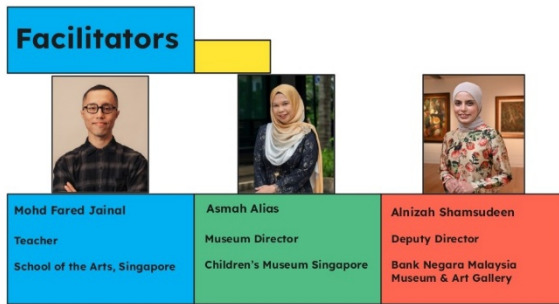 Facilitators
Mohd Fared Jainal
Teacher
School of the Arts, Singapore
Asmah Alias
Museum Director
Children's Museum Singapore
Alnizah Shamsudeen
Deputy Director
Bank Negara Malaysia
Museum & Art Gallery